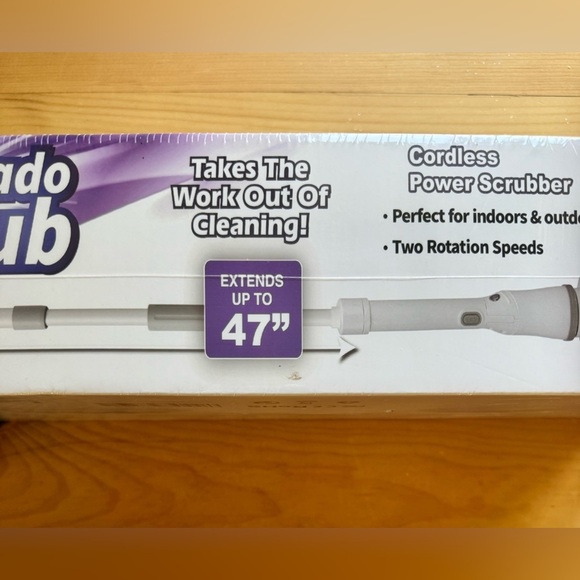 ado
ub
Takes The
Work Out Of
Cleaning!
EXTENDS
UP TO
47”
Cordless
Power Scrubber
• Perfect for indoors & outdo
• Two Rotation Speeds